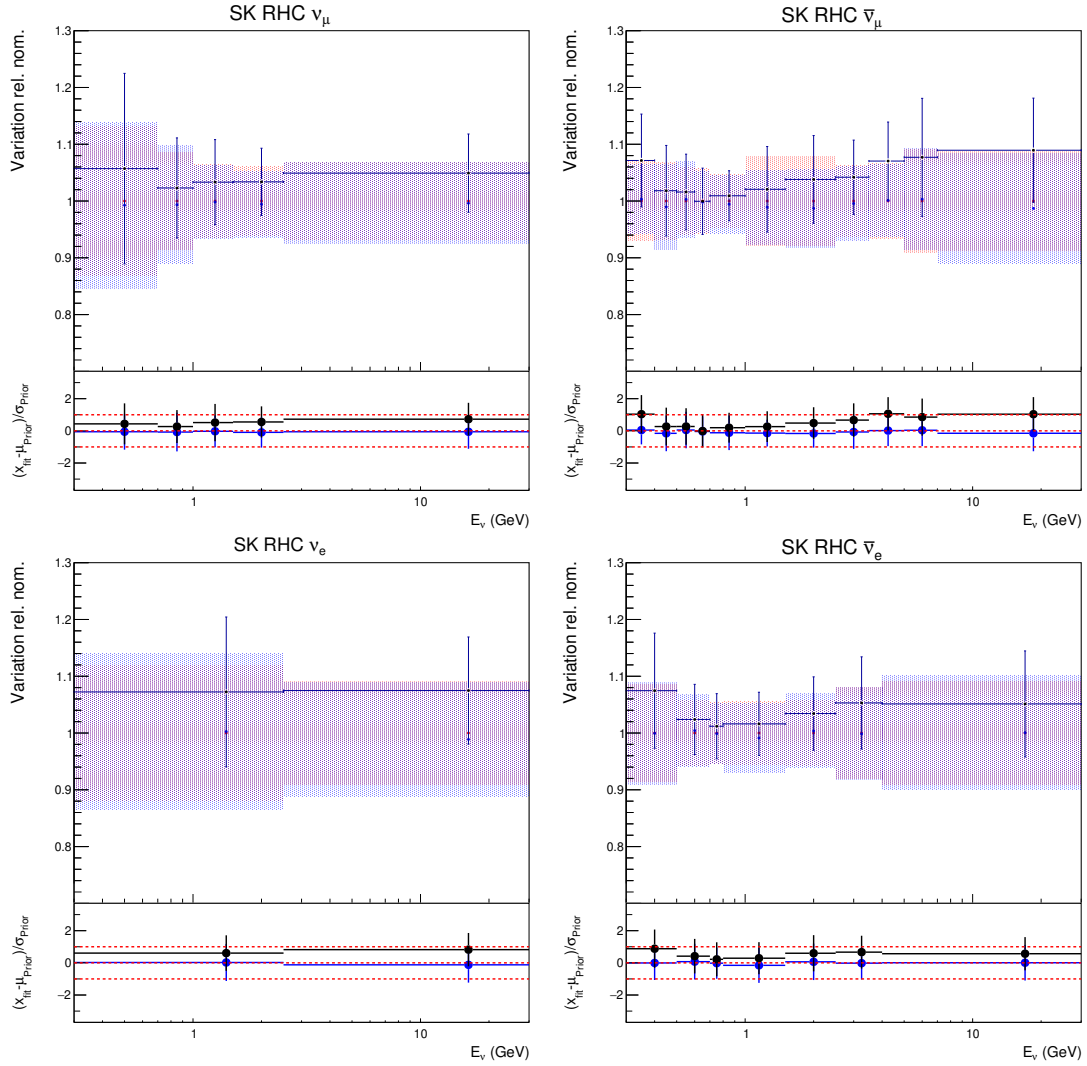 SK RHC ν_μ
Variation rel. nom.
1.3
1.2
1.1
1
0.9
0.8
(x_fit-μ_Prior)/σ_Prior
2
0
−2
1
10
E_ν (GeV)
SK RHC ν̅_μ
Variation rel. nom.
1.3
1.2
1.1
1
0.9
0.8
(x_fit-μ_Prior)/σ_Prior
2
0
−2
1
10
E_ν (GeV)
SK RHC ν_e
Variation rel. nom.
1.3
1.2
1.1
1
0.9
0.8
(x_fit-μ_Prior)/σ_Prior
2
0
−2
1
10
E_ν (GeV)
SK RHC ν̅_e
Variation rel. nom.
1.3
1.2
1.1
1
0.9
0.8
(x_fit-μ_Prior)/σ_Prior
2
0
−2
1
10
E_ν (GeV)